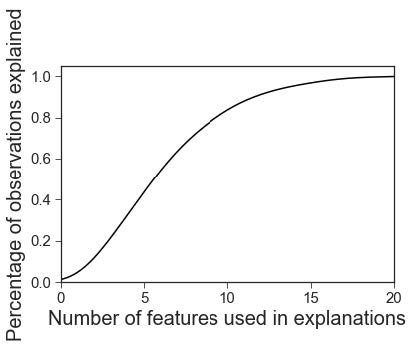 Percentage of observations explained
1.0
0.8
0.6
0.4
0.2
0.0
0 5 10 15 20
Number of features used in explanations